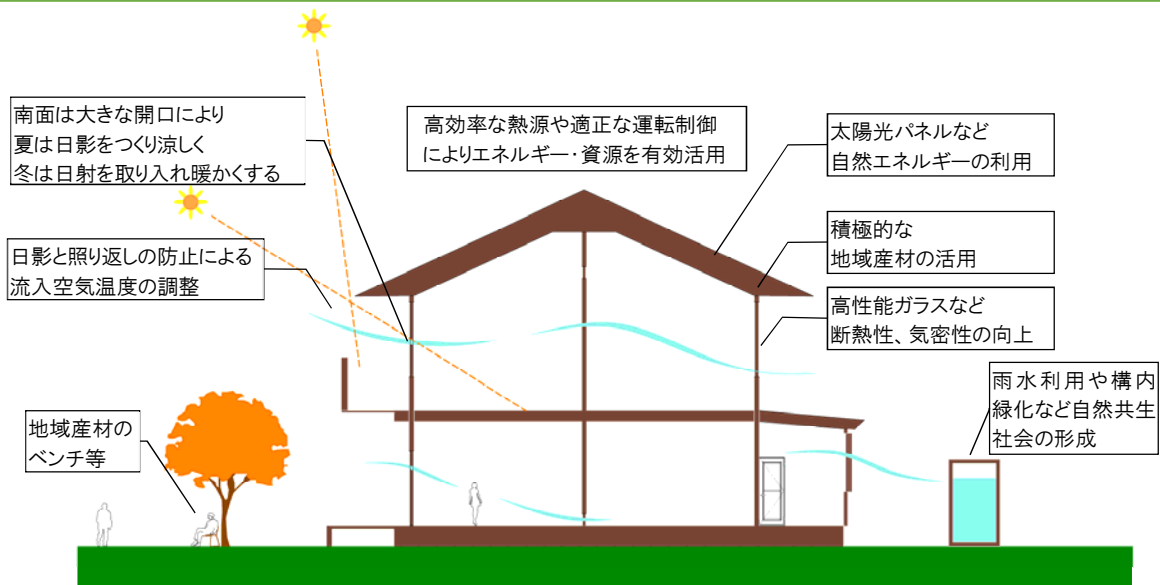 南面は大きな開口により
夏は日影をつくり涼しく
冬は日射を取り入れ暖かくする
高効率な熱源や適正な運転制御
によりエネルギー・資源を有効活用
太陽光パネルなど
自然エネルギーの利用
日影と照り返しの防止による
流入空気温度の調整
積極的な
地域産材の活用
高性能ガラスなど
断熱性、気密性の向上
雨水利用や構内
緑化など自然共生
社会の形成
地域産材の
ベンチ等